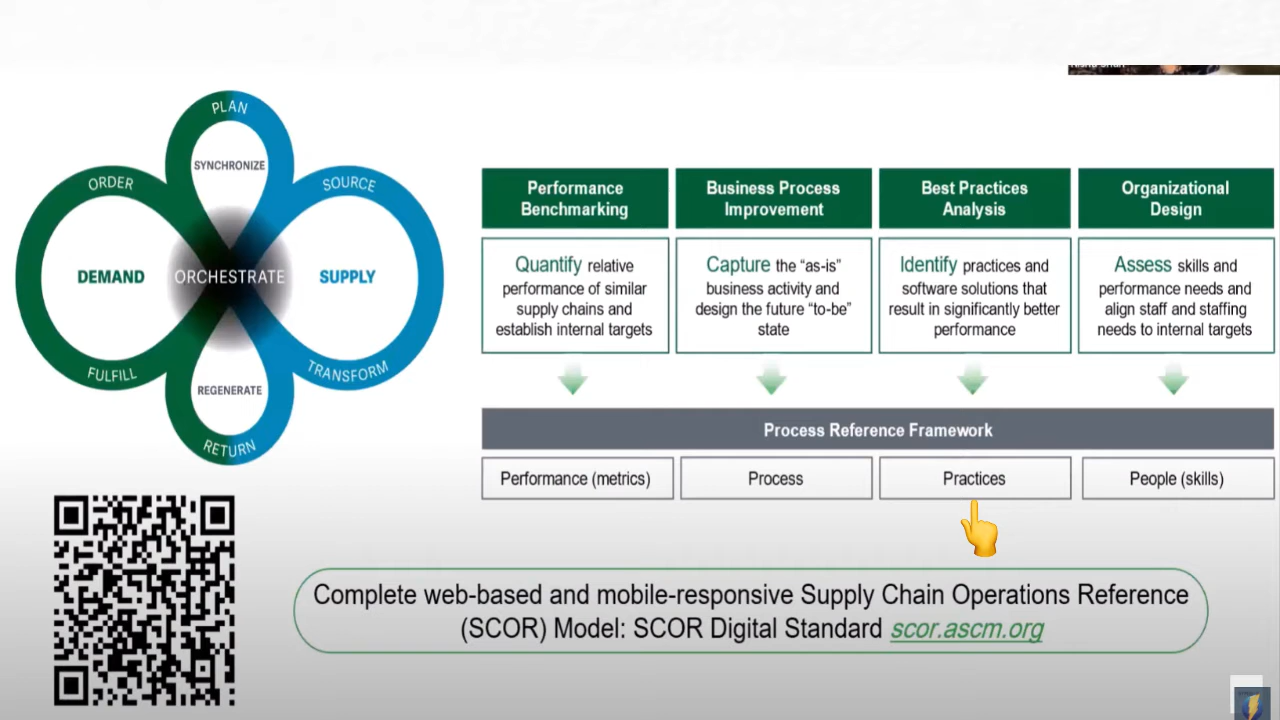 PLAN
SYNCHRONIZE
ORDER
SOURCE
DEMAND
ORCHESTRATE
SUPPLY
FULFILL
TRANSFORM
REGENERATE
RETURN
Performance
Benchmarking
Quantify relative
performance of similar
supply chains and
establish internal targets
Business Process
Improvement
Capture the “as-is”
business activity and
design the future “to-be”
state
Best Practices
Analysis
Identify practices and
software solutions that
result in significantly better
performance
Organizational
Design
Assess skills and
performance needs and
align staff and staffing
needs to internal targets
Process Reference Framework
Performance (metrics)
Process
Practices
People (skills)
Complete web-based and mobile-responsive Supply Chain Operations Reference
(SCOR) Model: SCOR Digital Standard scor.ascm.org